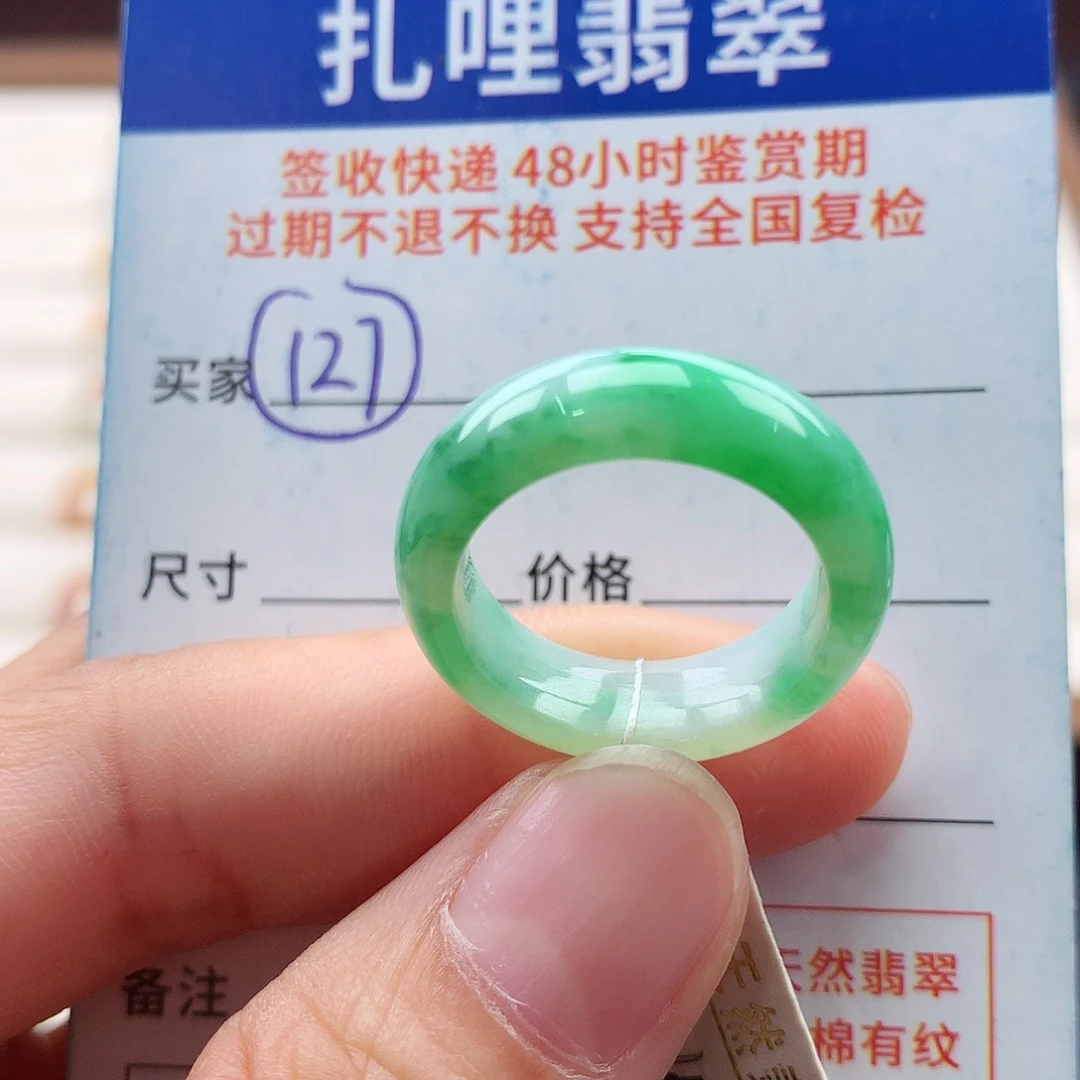 扎哩翡翠
签收快递 48小时鉴赏期
过期不退不换 支持全国复检
买家 127
尺寸 价格
备注
天然翡翠
棉有纹
天然